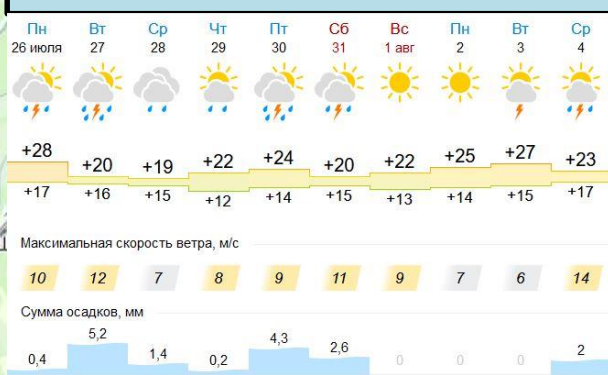 Пн Вт Ср Чт Пт Сб Вс Пн Вт Ср
26 июля 27 28 29 30 31 1 авг 2 3 4
+28 +20 +19 +22 +24 +20 +22 +25 +27 +23
+17 +16 +15 +12 +14 +15 +13 +14 +15 +17
Максимальная скорость ветра, м/с
10 12 7 8 9 11 9 7 6 14
Сумма осадков, мм
0,4 5,2 1,4 0,2 4,3 2,6 0 0 0 2